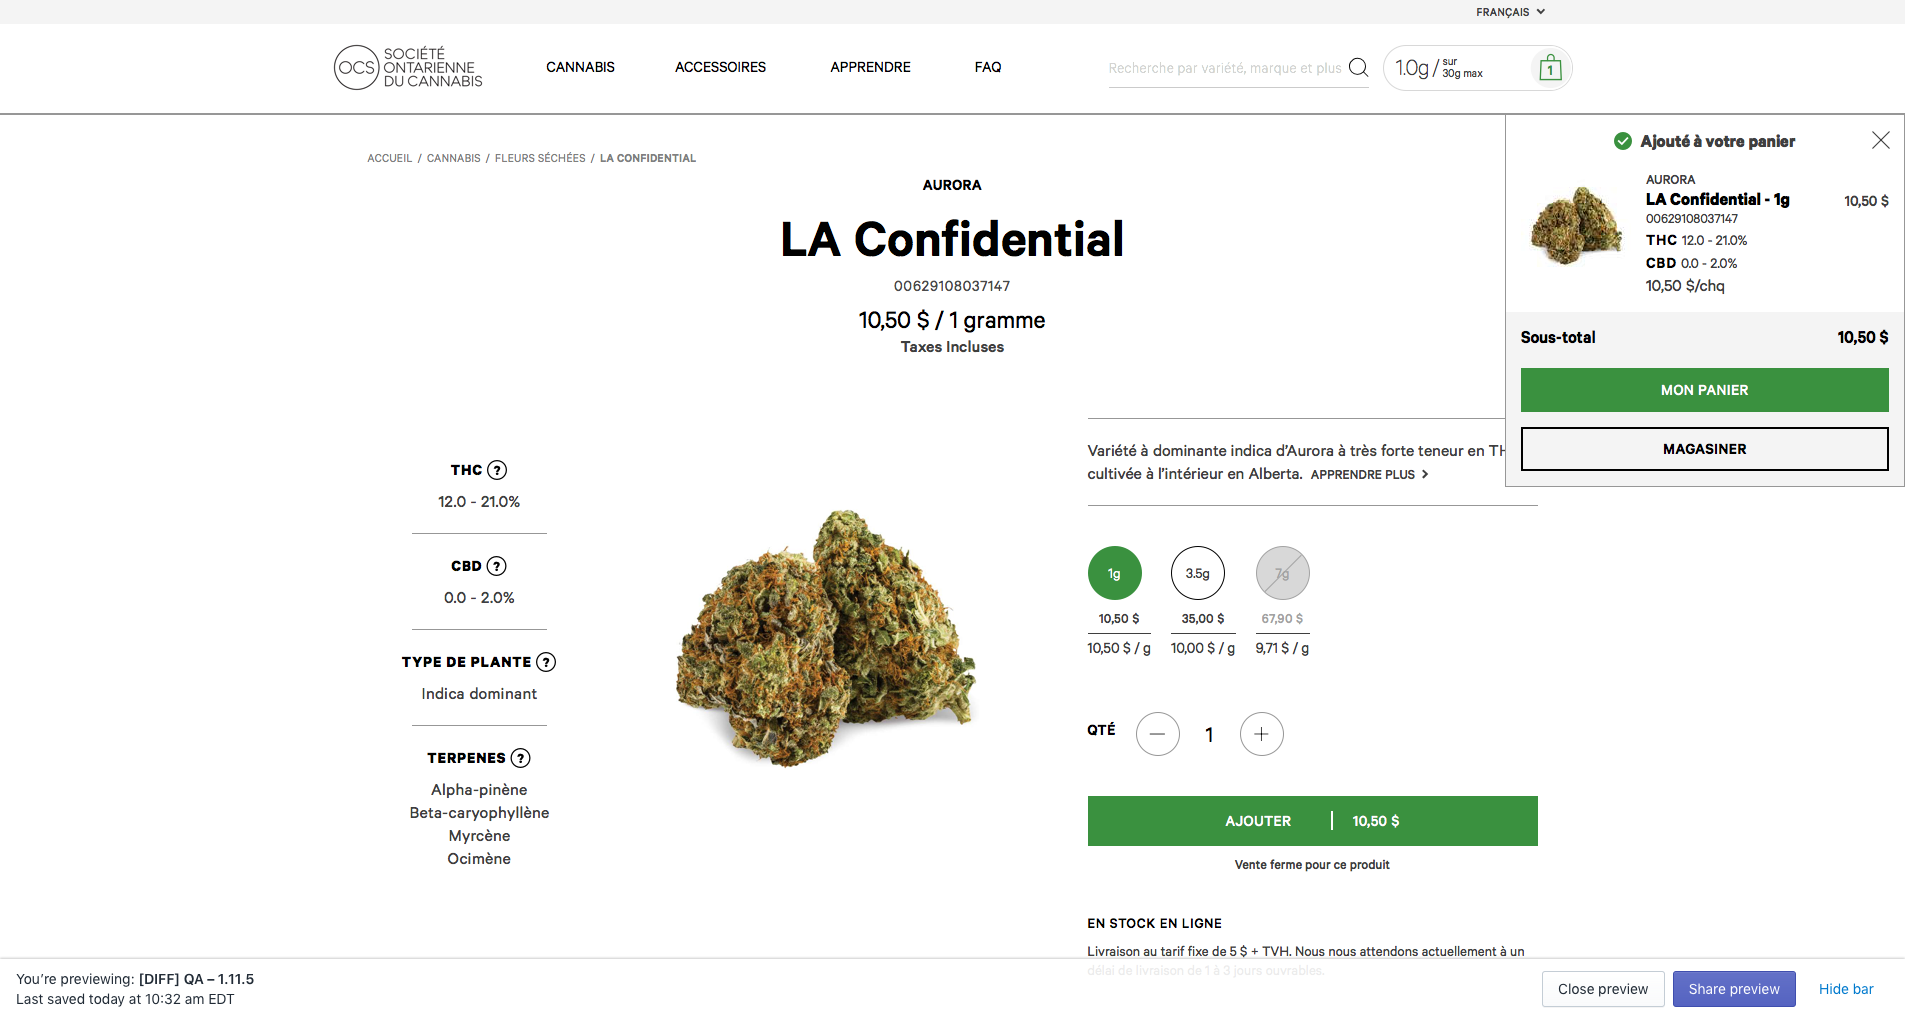 FRANÇAIS
OCS SOCIÉTÉ
ONTARIENNE
DU CANNABIS
CANNABIS
ACCESSOIRES
APPRENDRE
FAQ
Recherche par variété, marque et plus
1.0g / sur
30g max
1
ACCUEIL / CANNABIS / FLEURS SÉCHÉES / LA CONFIDENTIAL
AURORA
LA Confidential
00629108037147
10,50 $ / 1 gramme
Taxes Incluses
Ajouté à votre panier
AURORA
LA Confidential - 1g
10,50 $
00629108037147
THC 12.0 - 21.0%
CBD 0.0 - 2.0%
10,50 $/chq
Sous-total 10,50 $
MON PANIER
MAGASINER
THC ?
12.0 - 21.0%
CBD ?
0.0 - 2.0%
TYPE DE PLANTE ?
Indica dominant
TERPENES ?
Alpha-pinène
Beta-caryophyllène
Myrcène
Ocimène
Variété à dominante indica d'Aurora à très forte teneur en TH
cultivée à l'intérieur en Alberta. APPRENDRE PLUS >
1g 3.5g 7g
10,50 $ 35,00 $ 67,90 $
10,50 $ / g 10,00 $ / g 9,71 $ / g
QTÉ − 1 +
AJOUTER | 10,50 $
Vente ferme pour ce produit
EN STOCK EN LIGNE
Livraison au tarif fixe de 5 $ + TVH. Nous nous attendons actuellement à un
délai de livraison de 1 à 3 jours ouvrables.
You're previewing: [DIFF] QA – 1.11.5
Last saved today at 10:32 am EDT
Close preview
Share preview
Hide bar